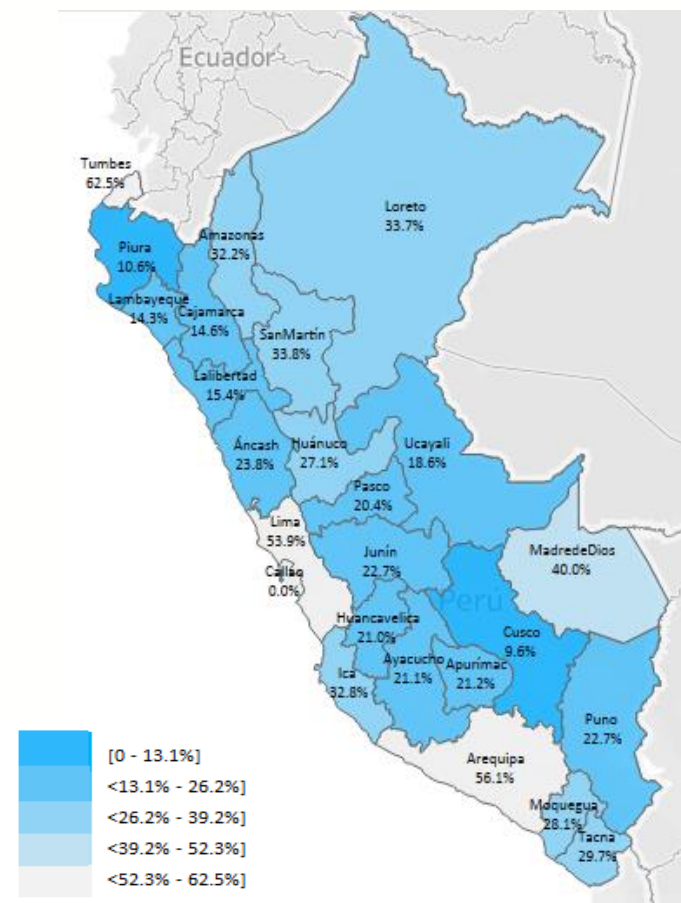 Ecuador
Tumbes
62.5%
Loreto
33.7%
Piura
10.6%
Amazonas
32.2%
Lambayeque
14.3%
Cajamarca
14.6%
SanMartín
33.8%
Lalibertad
15.4%
Áncash
23.8%
Huánuco
27.1%
Ucayali
18.6%
Pasco
20.4%
Lima
53.9%
Junín
22.7%
MadredeDios
40.0%
Callao
0.0%
Perú
Huancavelica
21.0%
Cusco
9.6%
Ayacucho
21.1%
Apurímac
21.2%
Ica
32.8%
Puno
22.7%
Arequipa
56.1%
Moquegua
28.1%
Tacna
29.7%
[0 - 13.1%]
<13.1% - 26.2%]
<26.2% - 39.2%]
<39.2% - 52.3%]
<52.3% - 62.5%]